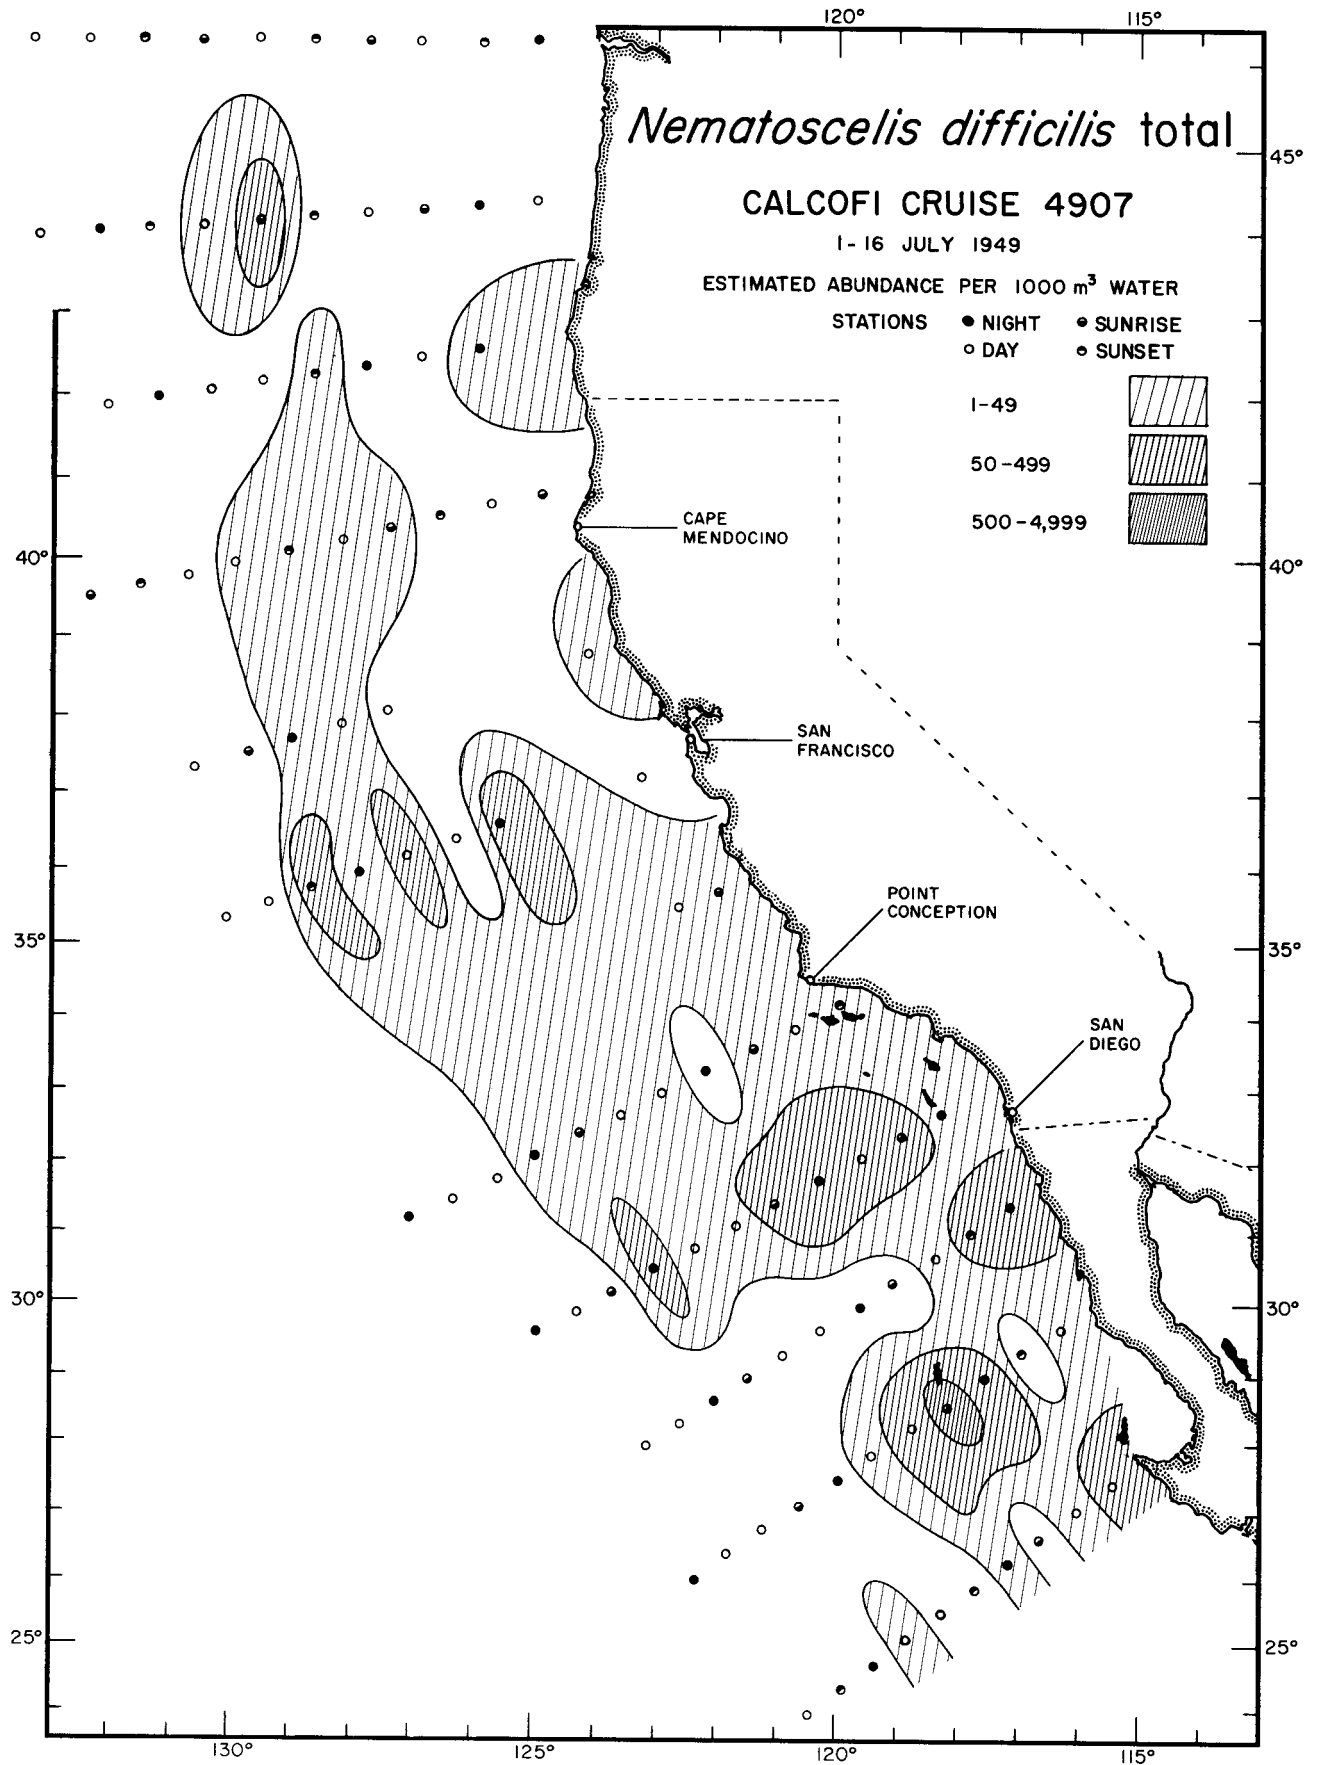 120° 115°
Nematoscelis difficilis total
45°
CALCOFI CRUISE 4907
1-16 JULY 1949
ESTIMATED ABUNDANCE PER 1000 m³ WATER
STATIONS ● NIGHT SUNRISE
○ DAY SUNSET
1-49
50-499
500-4,999
CAPE
MENDOCINO
40° 40°
SAN
FRANCISCO
POINT
CONCEPTION
35° 35°
SAN
DIEGO
30° 30°
25° 25°
130° 125° 120° 115°